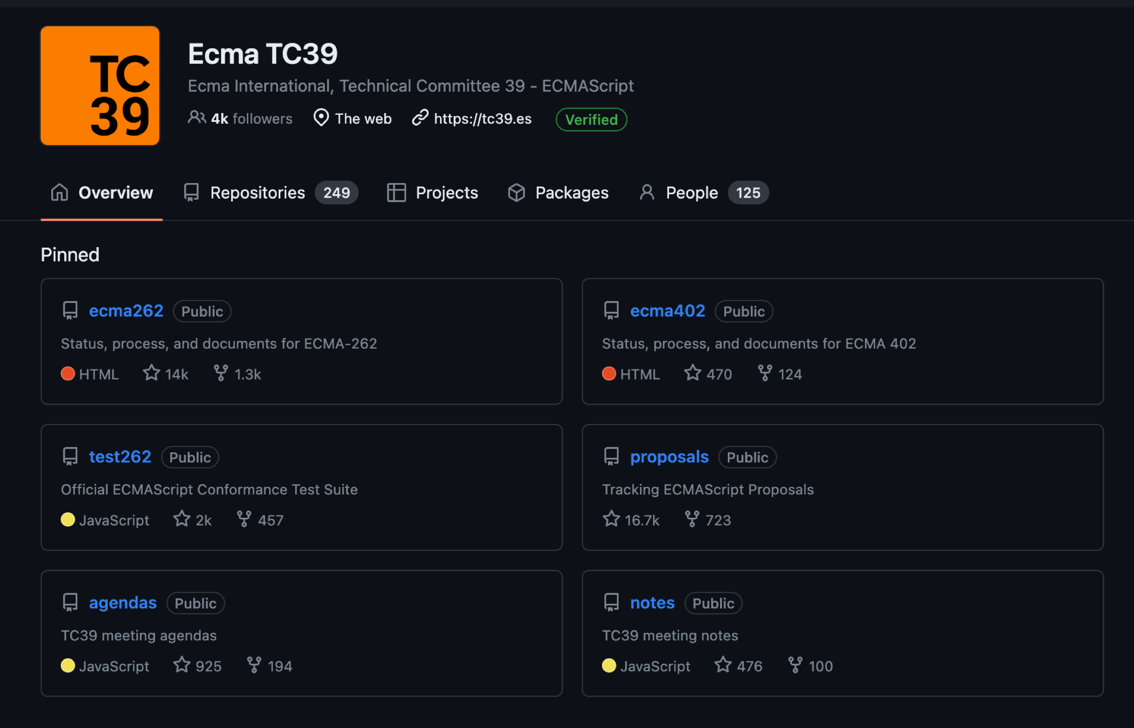 TC
39
Ecma TC39
Ecma International, Technical Committee 39 - ECMAScript
4k followers The web https://tc39.es Verified
Overview Repositories 249 Projects Packages People 125
Pinned
ecma262 Public
Status, process, and documents for ECMA-262
HTML 14k 1.3k
ecma402 Public
Status, process, and documents for ECMA 402
HTML 470 124
test262 Public
Official ECMAScript Conformance Test Suite
JavaScript 2k 457
proposals Public
Tracking ECMAScript Proposals
16.7k 723
agendas Public
TC39 meeting agendas
JavaScript 925 194
notes Public
TC39 meeting notes
JavaScript 476 100